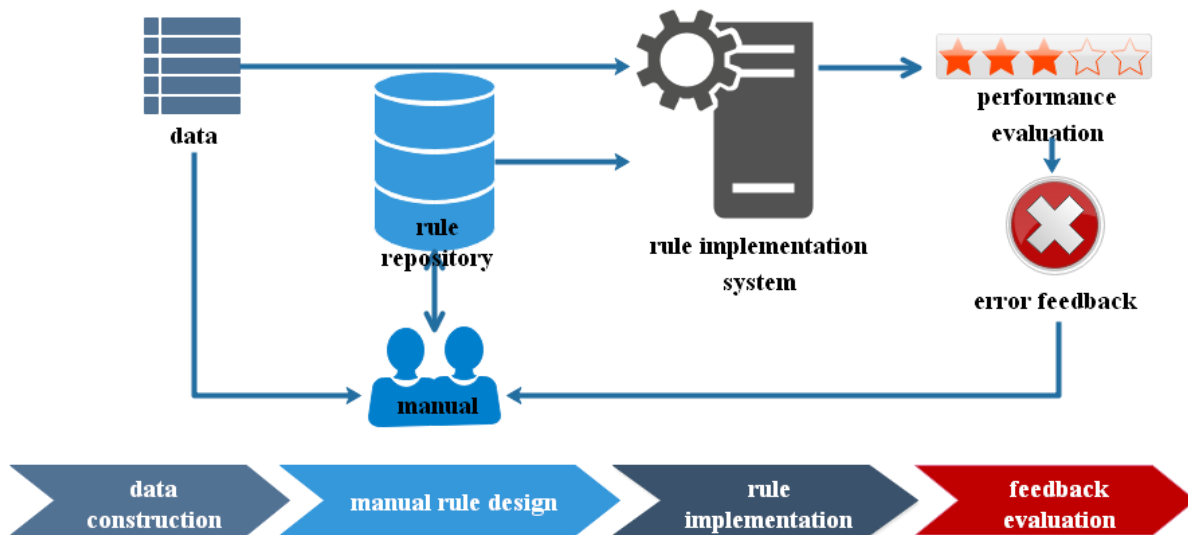 data
rule
repository
manual
rule implementation
system
performance
evaluation
error feedback
data
construction
manual rule design
rule
implementation
feedback
evaluation